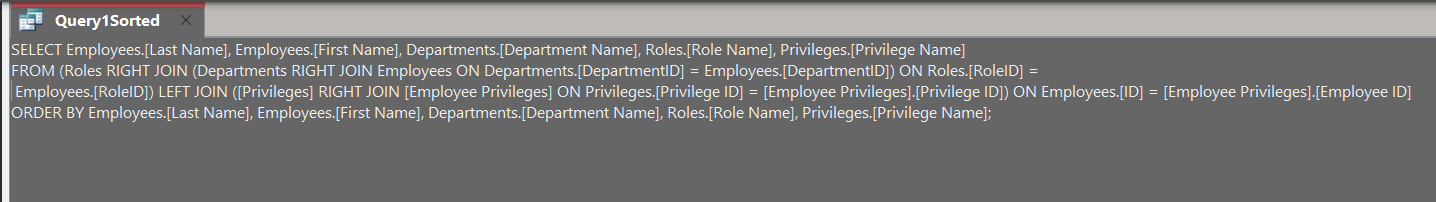 Query1Sorted
SELECT Employees.[Last Name], Employees.[First Name], Departments.[Department Name], Roles.[Role Name], Privileges.[Privilege Name]
FROM (Roles RIGHT JOIN (Departments RIGHT JOIN Employees ON Departments.[DepartmentID] = Employees.[DepartmentID]) ON Roles.[RoleID] =
Employees.[RoleID]) LEFT JOIN ([Privileges] RIGHT JOIN [Employee Privileges] ON Privileges.[Privilege ID] = [Employee Privileges].[Privilege ID]) ON Employees.[ID] = [Employee Privileges].[Employee ID]
ORDER BY Employees.[Last Name], Employees.[First Name], Departments.[Department Name], Roles.[Role Name], Privileges.[Privilege Name];